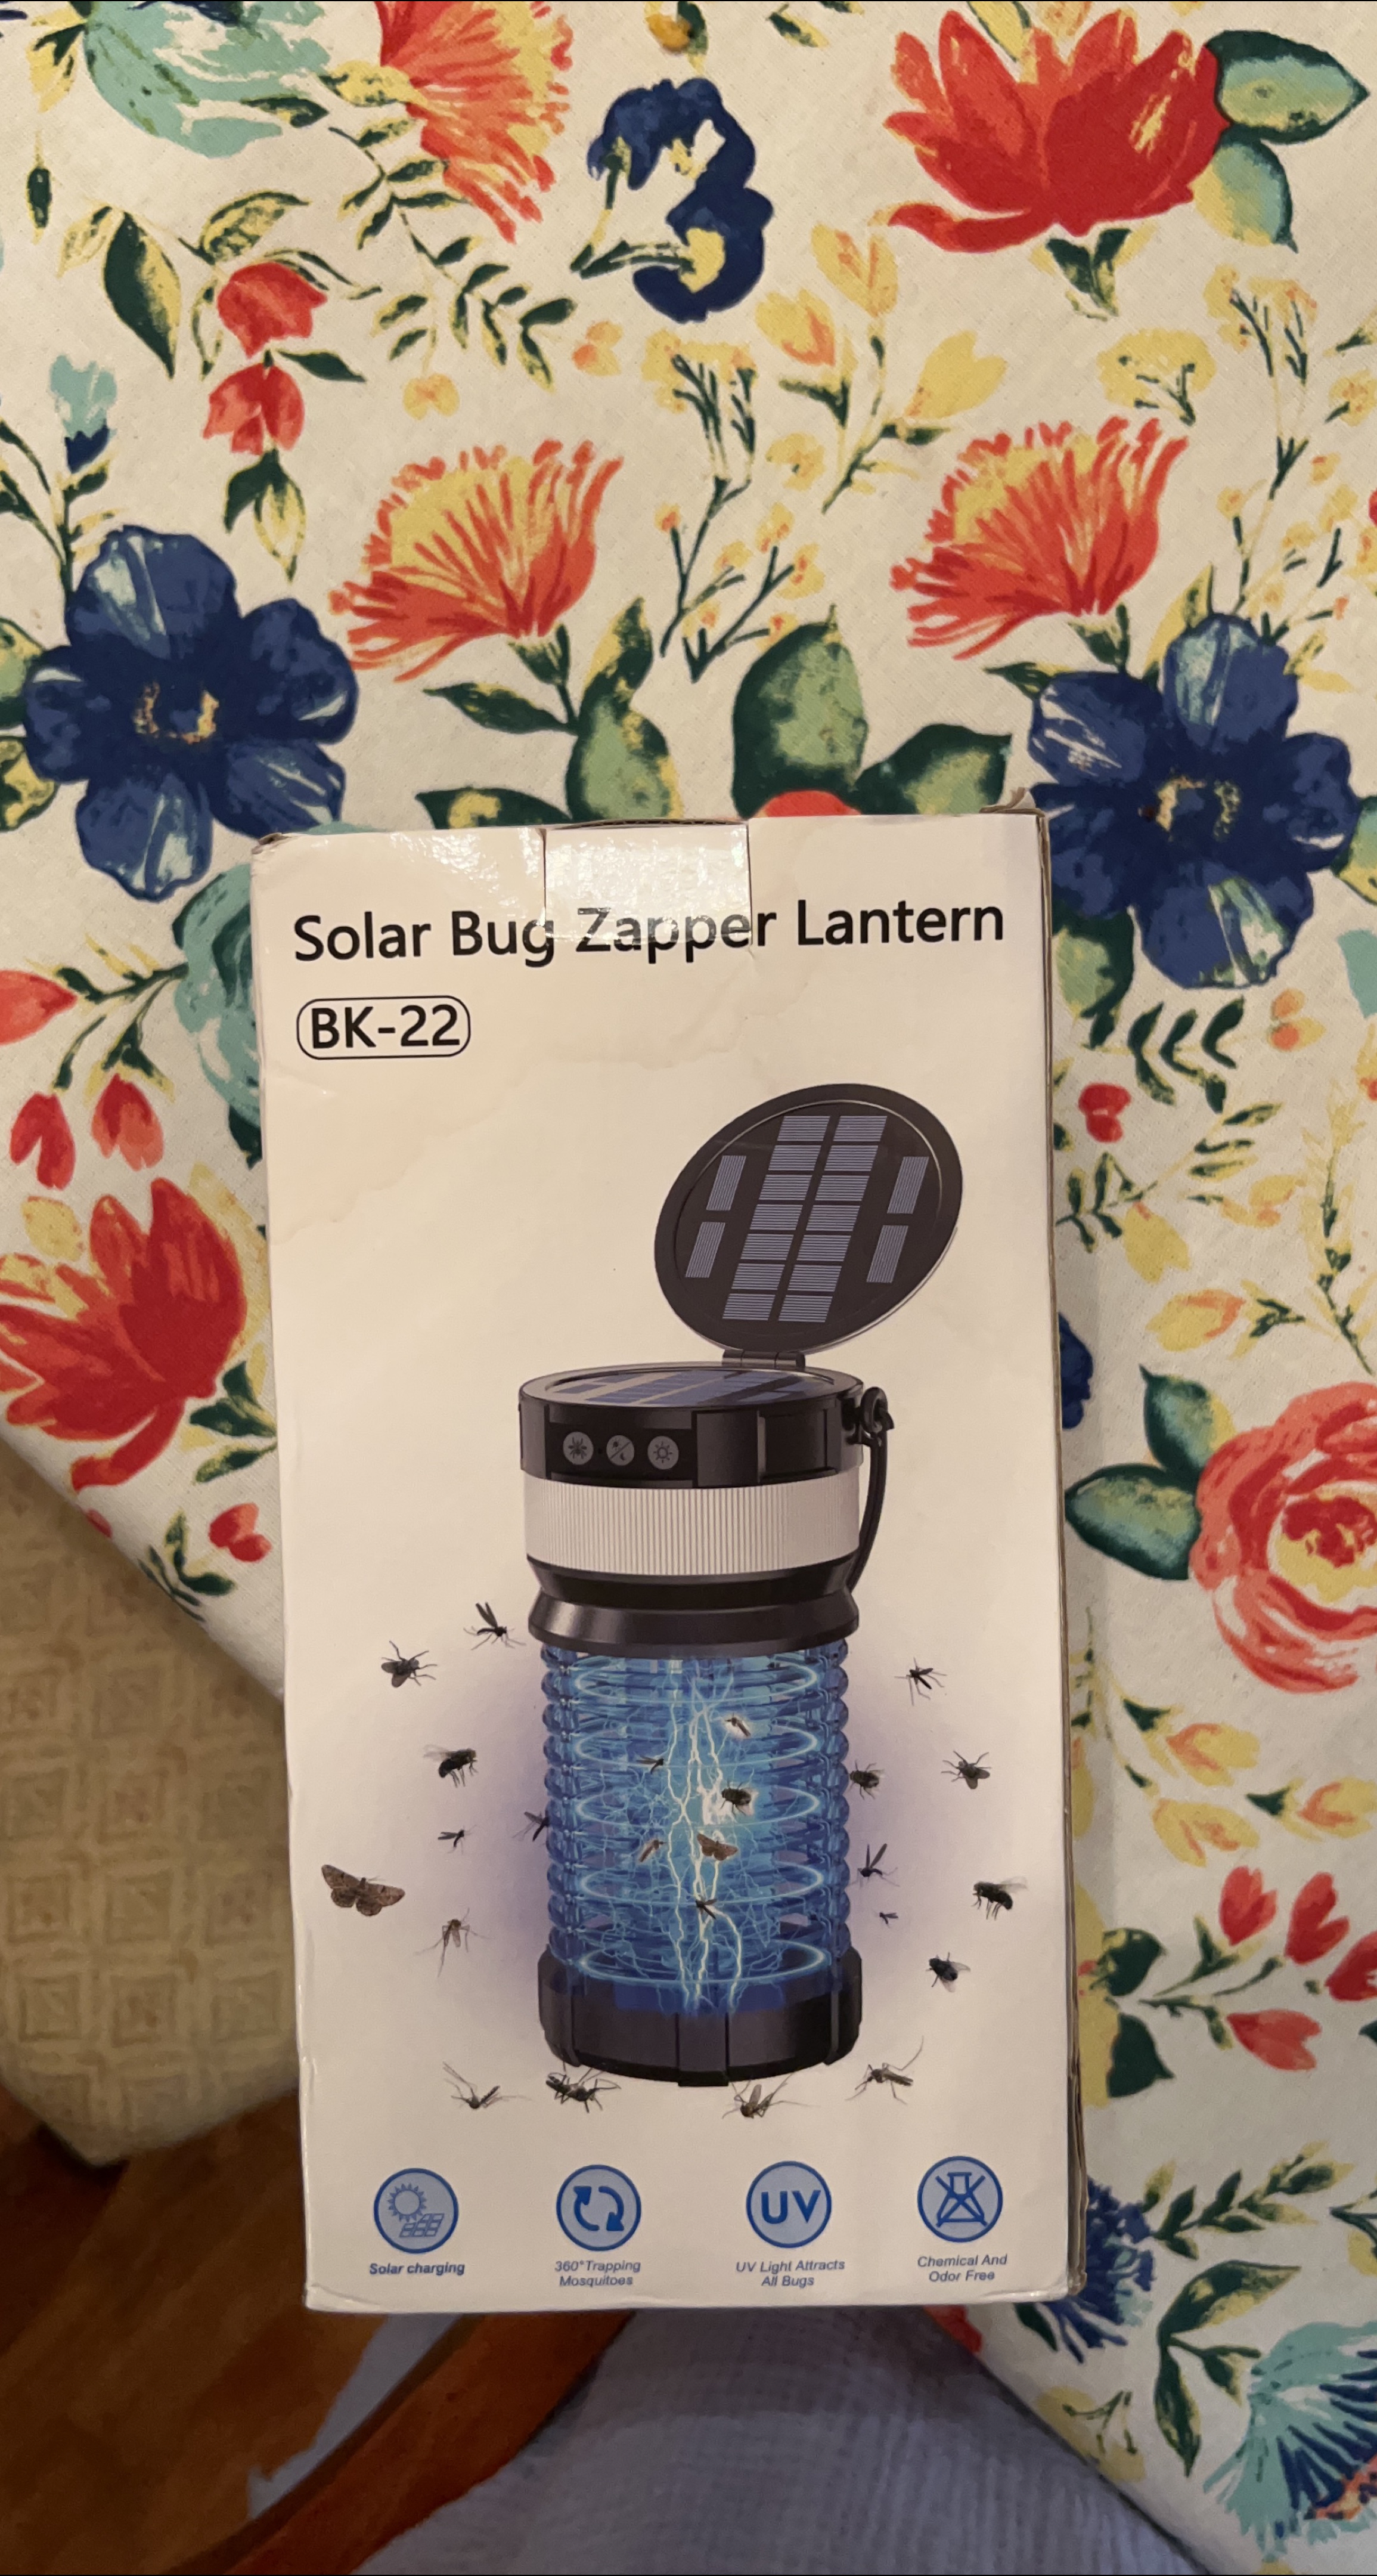 Solar Bug Zapper Lantern
BK-22
Solar charging
360°Trapping
Mosquitoes
UV
UV Light Attracts
All Bugs
Chemical And
Odor Free